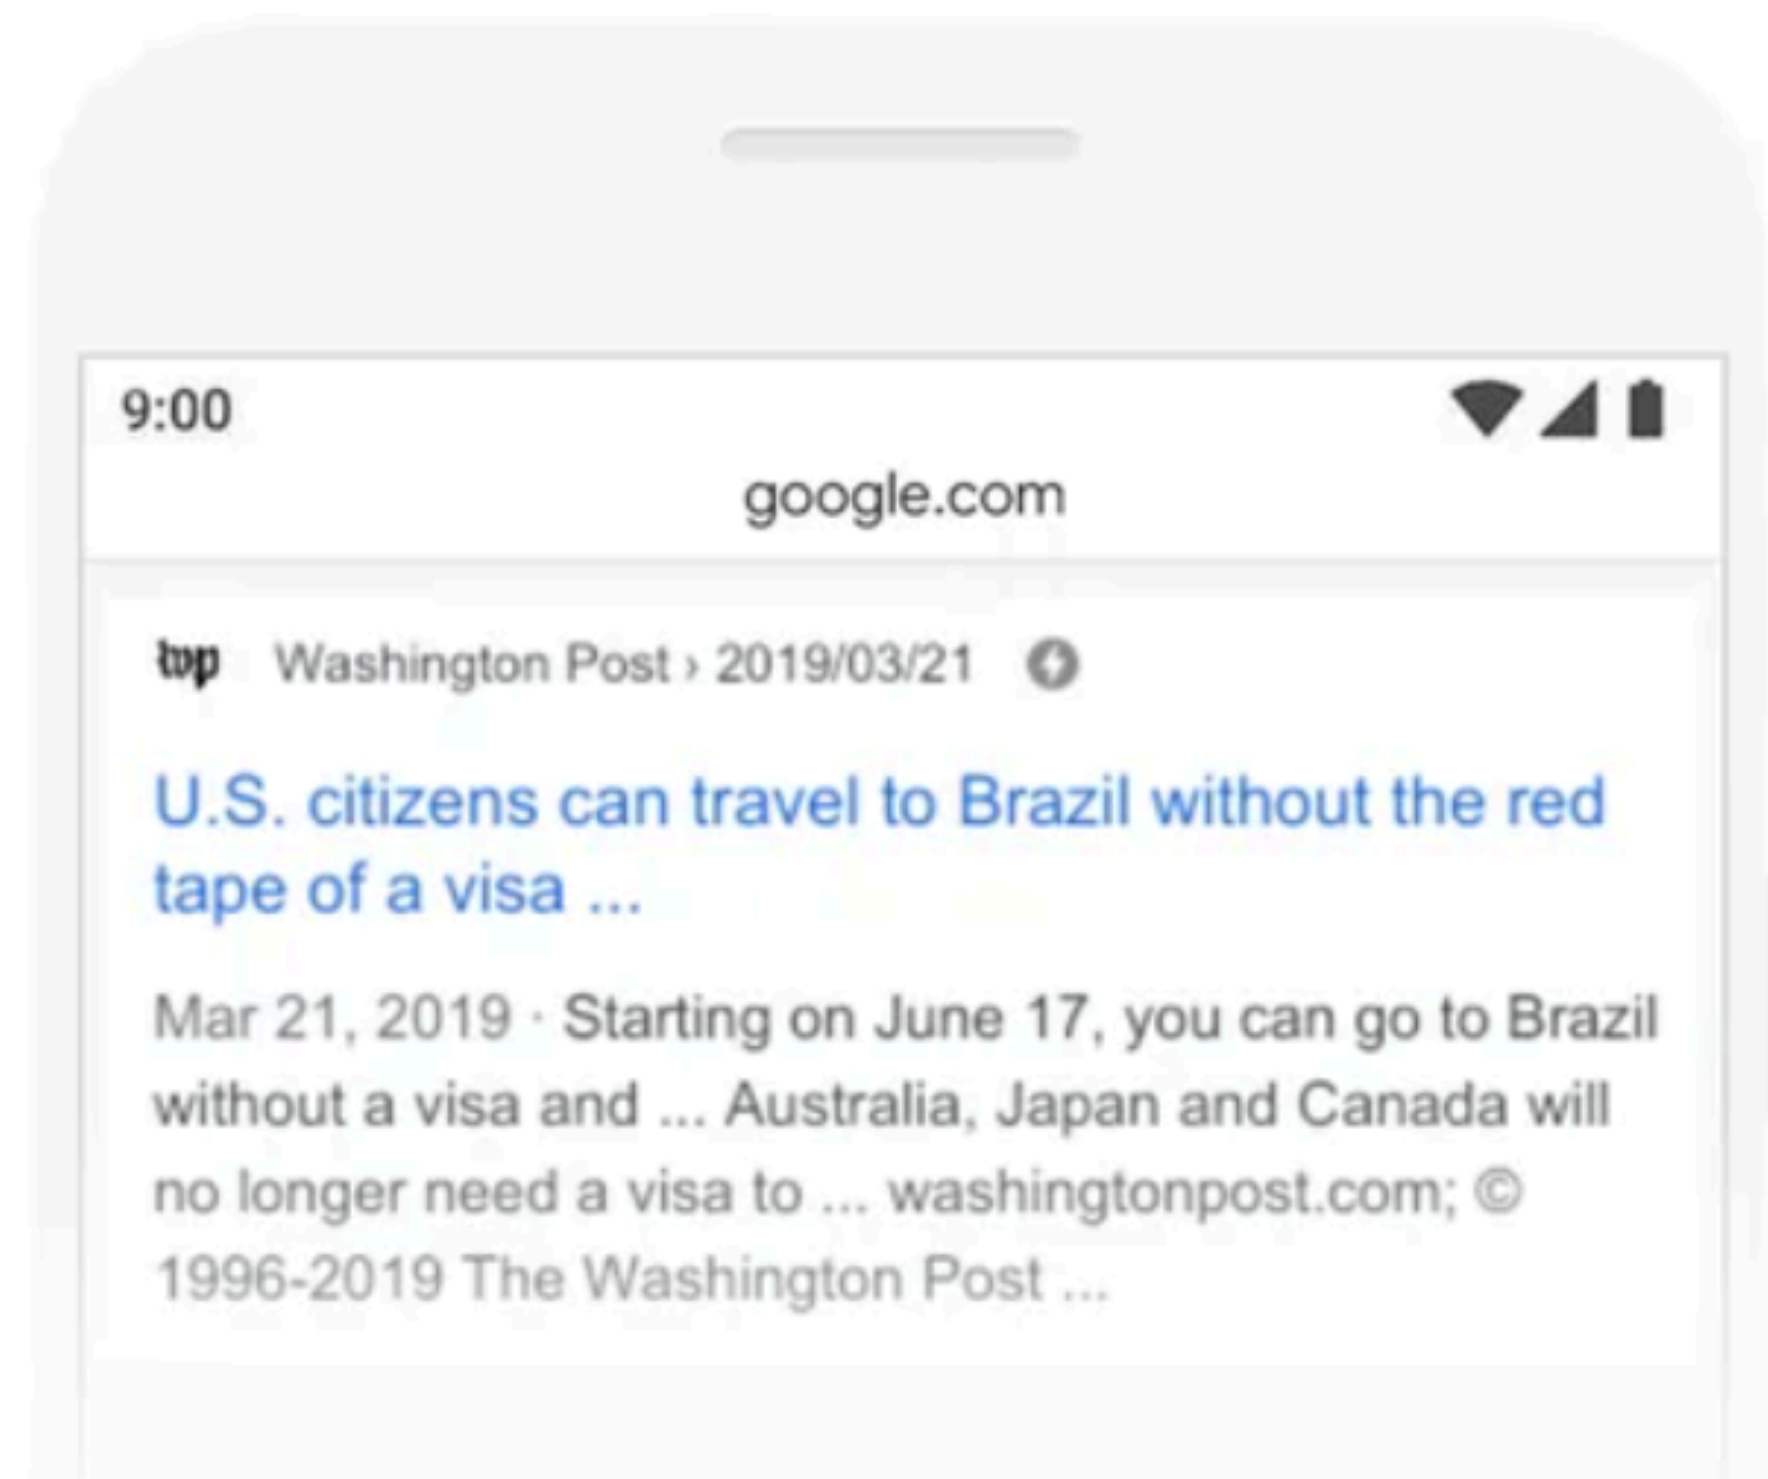 9:00
google.com
wp Washington Post › 2019/03/21
U.S. citizens can travel to Brazil without the red
tape of a visa ...
Mar 21, 2019 · Starting on June 17, you can go to Brazil
without a visa and ... Australia, Japan and Canada will
no longer need a visa to ... washingtonpost.com; ©
1996-2019 The Washington Post ...